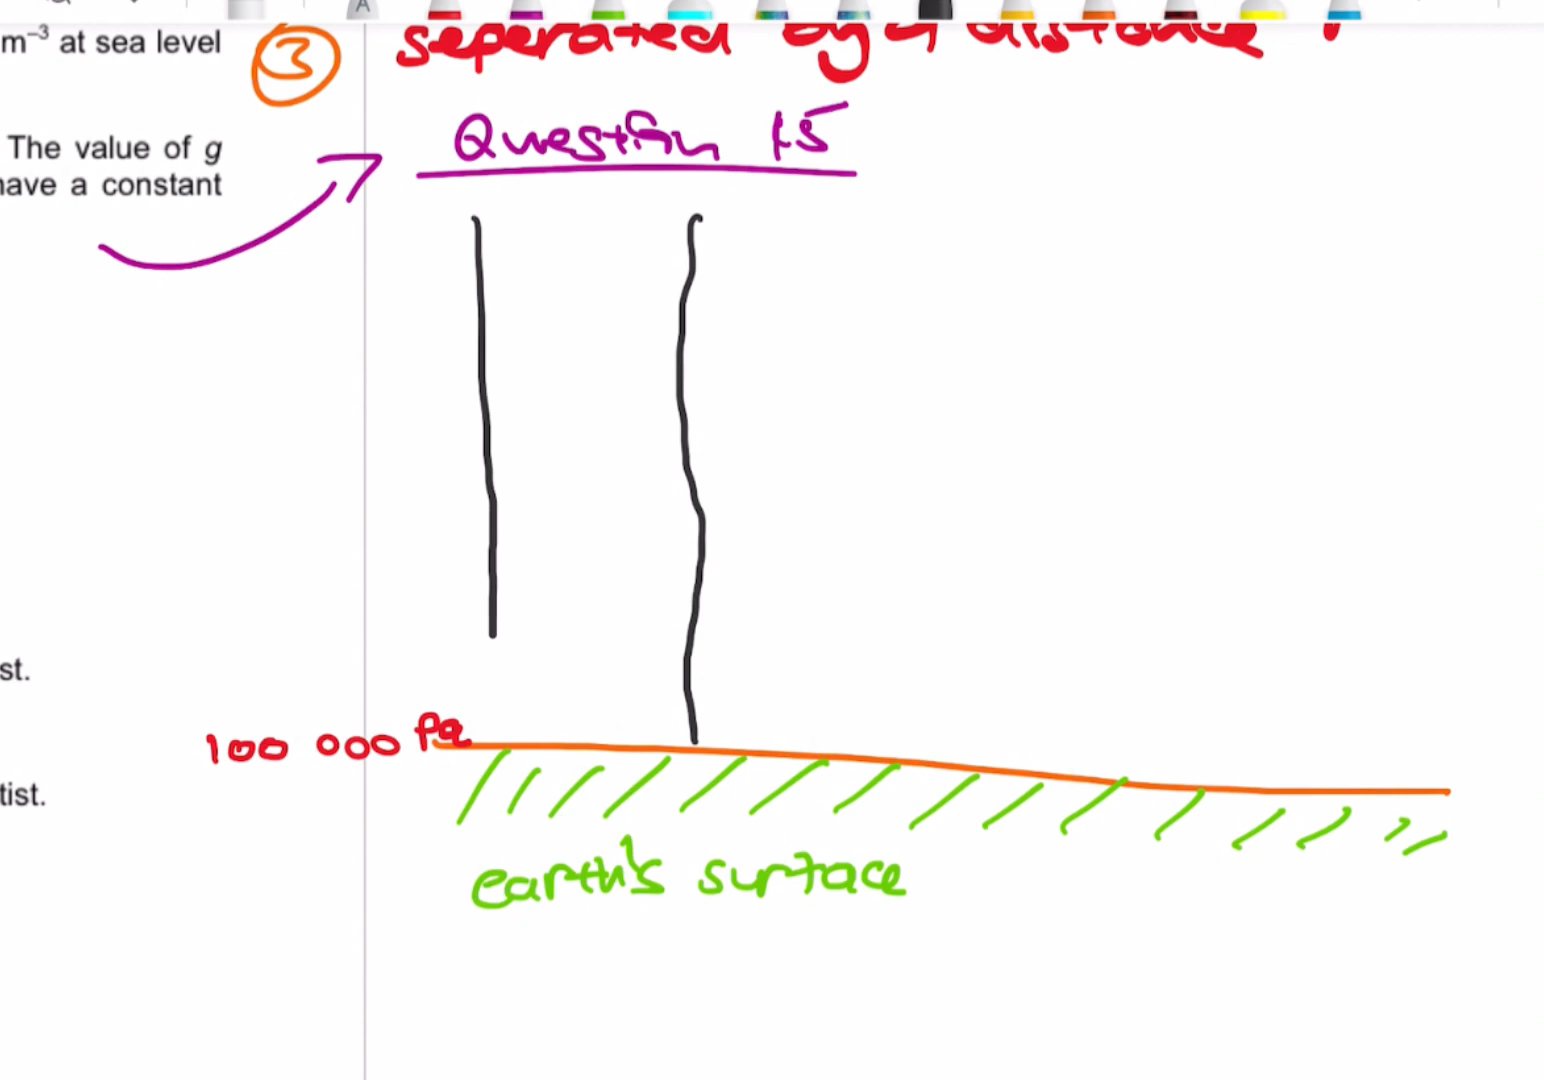 m⁻³ at sea level
③
seperated by a distance
Question 15
The value of g
have a constant
st.
100 000 Pa
tist.
earth's surface